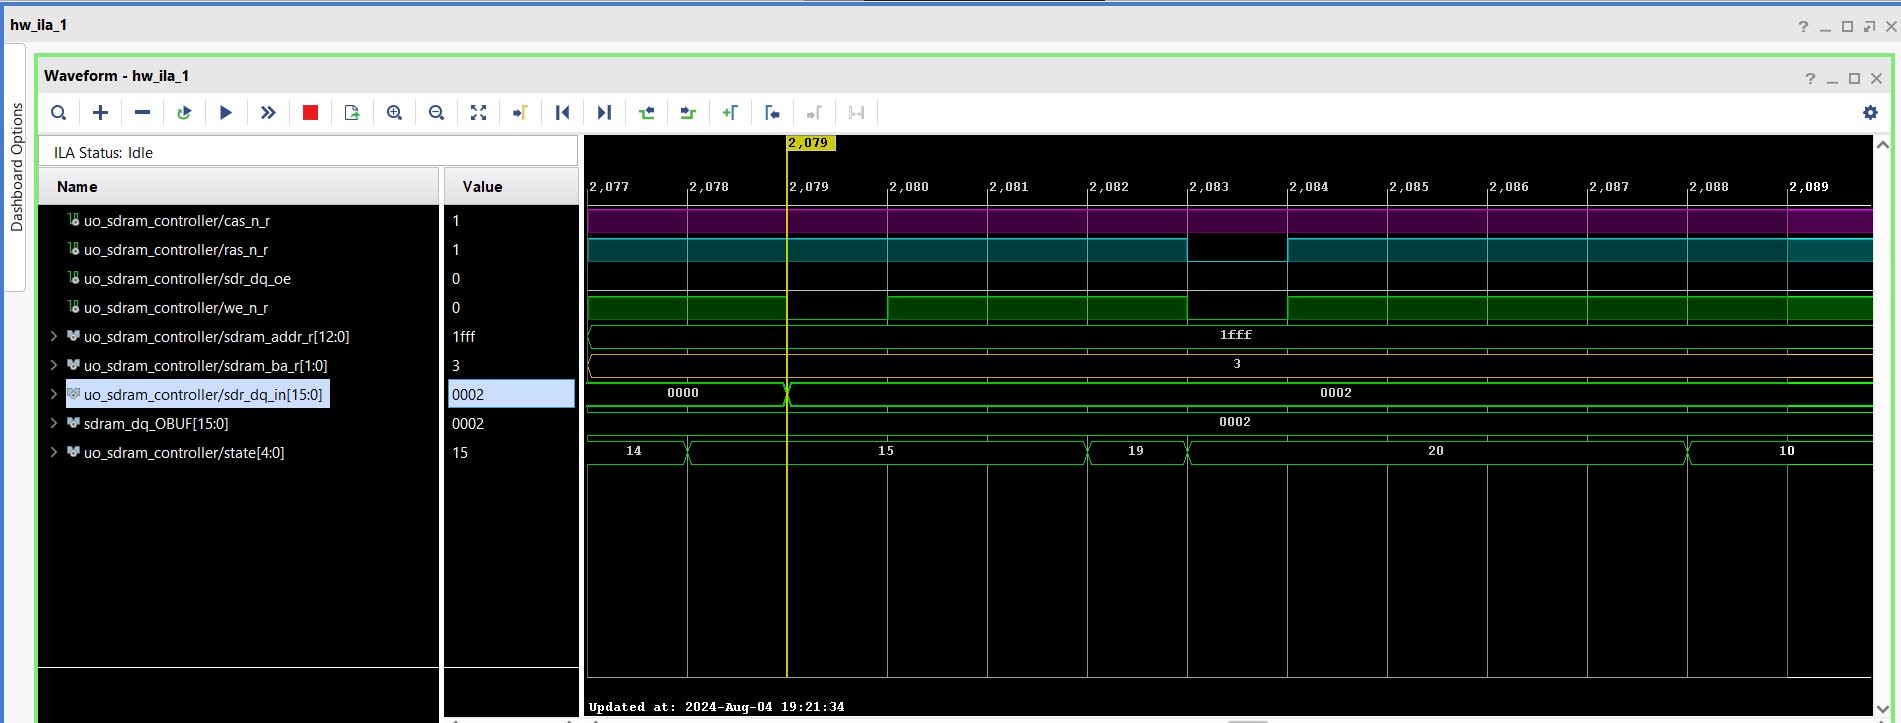 hw_ila_1
Dashboard Options
Waveform - hw_ila_1
ILA Status: Idle
2,079
Name Value
2,077 2,078 2,079 2,080 2,081 2,082 2,083 2,084 2,085 2,086 2,087 2,088 2,089
uo_sdram_controller/cas_n_r 1
uo_sdram_controller/ras_n_r 1
uo_sdram_controller/sdr_dq_oe 0
uo_sdram_controller/we_n_r 0
uo_sdram_controller/sdram_addr_r[12:0] 1fff 1fff
uo_sdram_controller/sdram_ba_r[1:0] 3 3
uo_sdram_controller/sdr_dq_in[15:0] 0002 0000 0002
sdram_dq_OBUF[15:0] 0002 0002
uo_sdram_controller/state[4:0] 15 14 15 19 20 10
Updated at: 2024-Aug-04 19:21:34